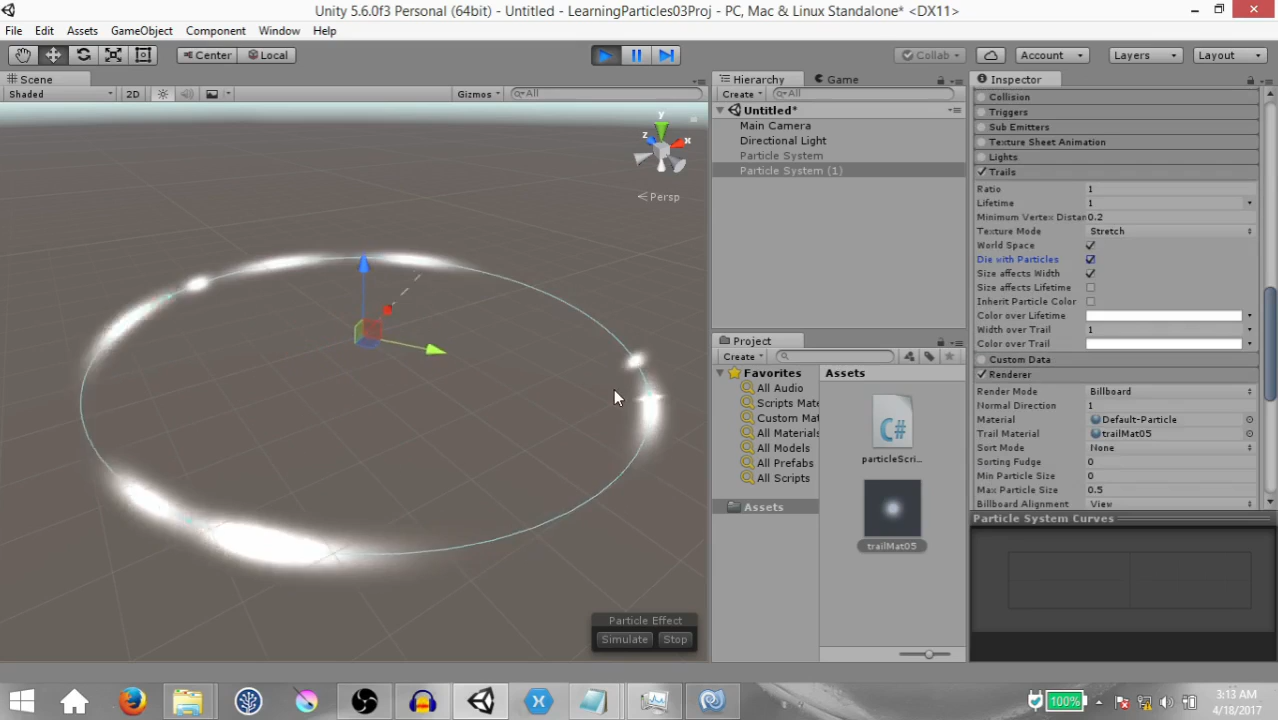 Unity 5.6.0f3 Personal (64bit) - Untitled - LearningParticles03Proj - PC, Mac & Linux Standalone* <DX11>
File Edit Assets GameObject Component Window Help
Center Local Collab Account Layers Layout
Scene
Shaded 2D Gizmos All
y
z x
Persp
Particle Effect
Simulate Stop
Hierarchy Game
Create All
Untitled*
Main Camera
Directional Light
Particle System
Particle System (1)
Project
Create
Favorites
All Audio
Scripts Mate
Custom Mat
All Materials
All Models
All Prefabs
All Scripts
Assets
Assets
C#
particleScri...
trailMat05
Inspector
Collision
Triggers
Sub Emitters
Texture Sheet Animation
Lights
Trails
Ratio 1
Lifetime 1
Minimum Vertex Distan 0.2
Texture Mode Stretch
World Space
Die with Particles
Size affects Width
Size affects Lifetime
Inherit Particle Color
Color over Lifetime
Width over Trail 1
Color over Trail
Custom Data
Renderer
Render Mode Billboard
Normal Direction 1
Material Default-Particle
Trail Material trailMat05
Sort Mode None
Sorting Fudge 0
Min Particle Size 0
Max Particle Size 0.5
Billboard Alignment View
Particle System Curves
100%
3:13 AM
4/18/2017